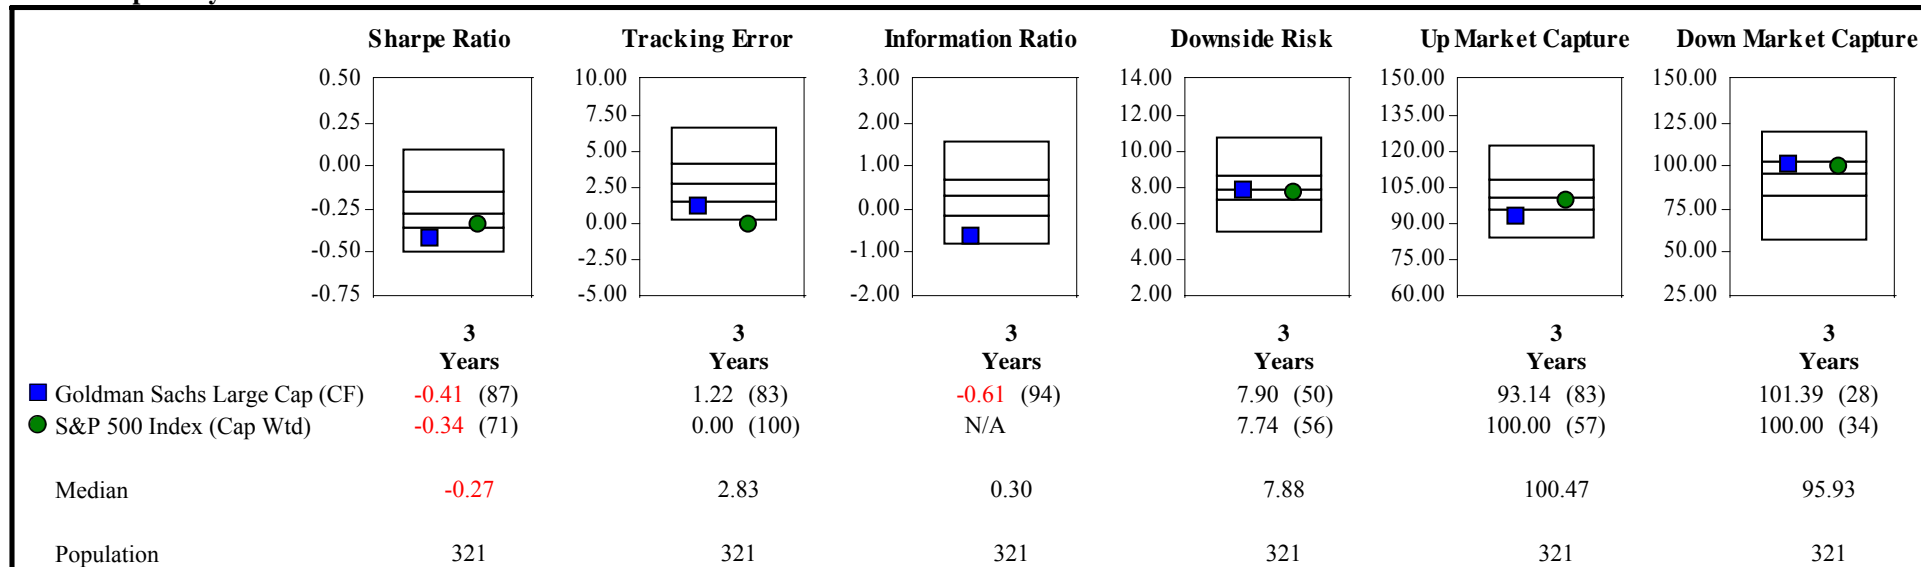 Sharpe Ratio Tracking Error Information Ratio Downside Risk Up Market Capture Down Market Capture
0.50 10.00 3.00 14.00 150.00 150.00
0.25 7.50 2.00 12.00 135.00 125.00
0.00 5.00 1.00 10.00 120.00 100.00
-0.25 2.50 0.00 8.00 105.00 75.00
-0.50 0.00 -1.00 6.00 90.00 50.00
-2.50 4.00 75.00
-0.75 -5.00 -2.00 2.00 60.00 25.00
3 3 3 3 3 3
Years Years Years Years Years Years
Goldman Sachs Large Cap (CF) -0.41 (87) 1.22 (83) -0.61 (94) 7.90 (50) 93.14 (83) 101.39 (28)
S&P 500 Index (Cap Wtd) -0.34 (71) 0.00 (100) N/A 7.74 (56) 100.00 (57) 100.00 (34)
Median -0.27 2.83 0.30 7.88 100.47 95.93
Population 321 321 321 321 321 321